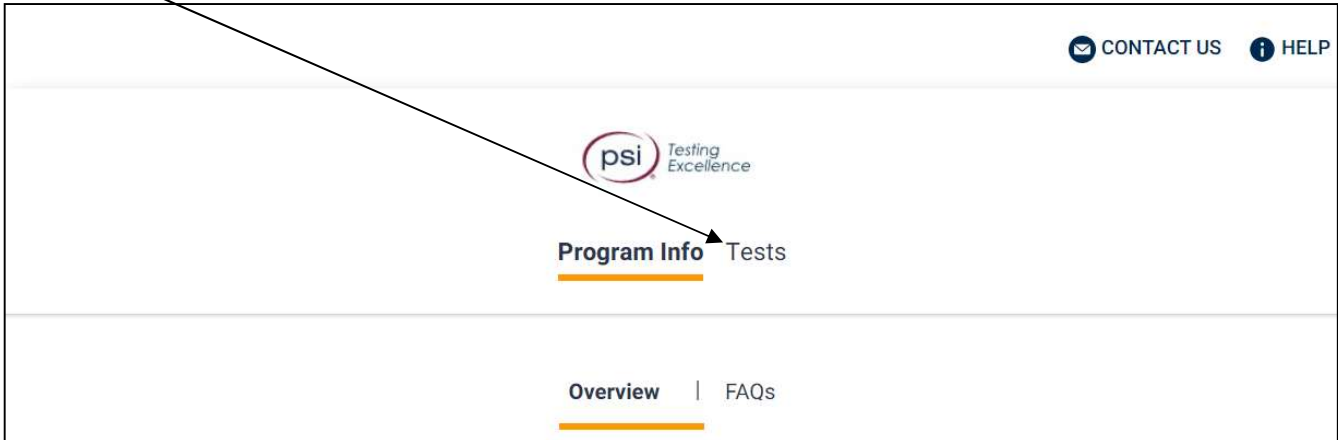 CONTACT US HELP
psi Testing
Excellence
Program Info Tests
Overview | FAQs